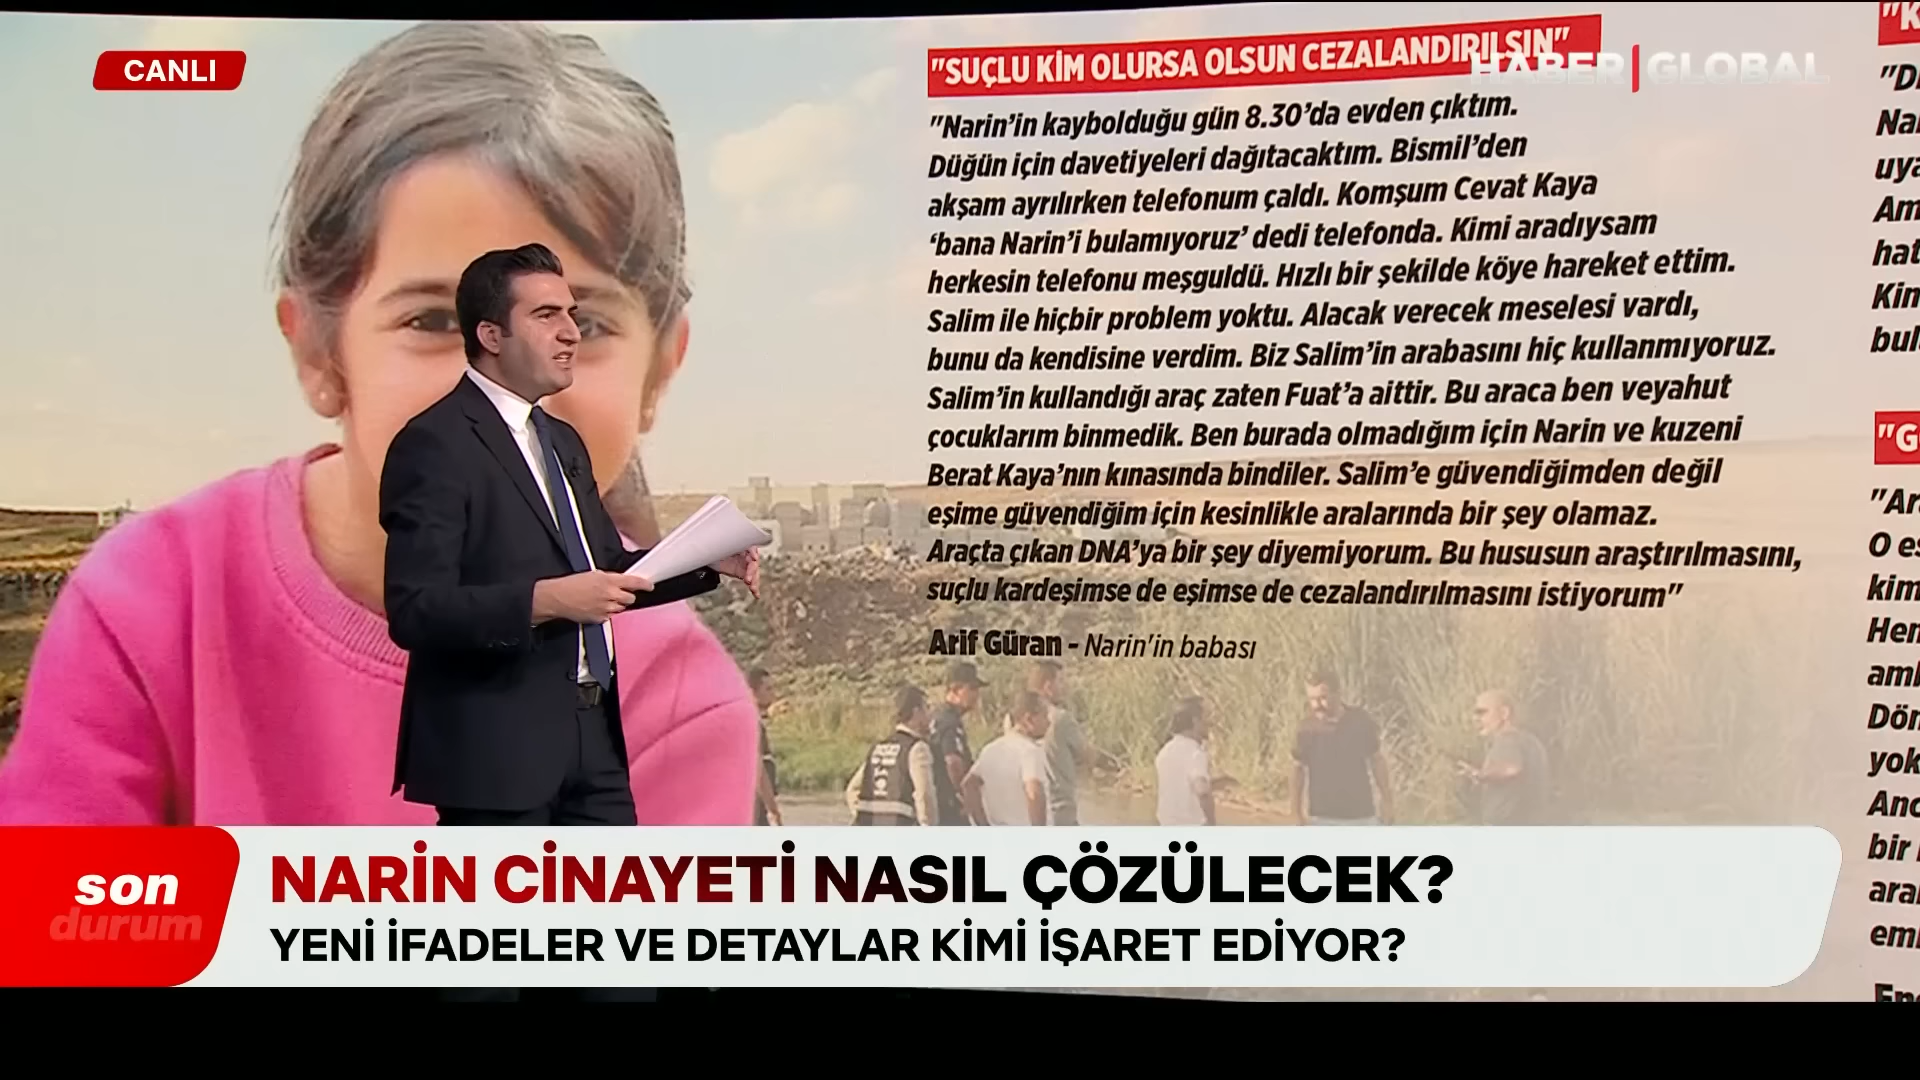 CANLI
HABER GLOBAL
"SUÇLU KİM OLURSA OLSUN CEZALANDIRILSIN"
"Narin'in kaybolduğu gün 8.30'da evden çıktım.
Düğün için davetiyeleri dağıtacaktım. Bismil'den
akşam ayrılırken telefonum çaldı. Komşum Cevat Kaya
'bana Narin'i bulamıyoruz' dedi telefonda. Kimi aradıysam
herkesin telefonu meşguldü. Hızlı bir şekilde köye hareket ettim.
Salim ile hiçbir problem yoktu. Alacak verecek meselesi vardı,
bunu da kendisine verdim. Biz Salim'in arabasını hiç kullanmıyoruz.
Salim'in kullandığı araç zaten Fuat'a aittir. Bu araca ben veyahut
çocuklarım binmedik. Ben burada olmadığım için Narin ve kuzeni
Berat Kaya'nın kınasında bindiler. Salim'e güvendiğimden değil
eşime güvendiğim için kesinlikle aralarında bir şey olamaz.
Araçta çıkan DNA'ya bir şey diyemiyorum. Bu hususun araştırılmasını,
suçlu kardeşimse de eşimse de cezalandırılmasını istiyorum"
Arif Güran - Narin'in babası
son
durum
NARİN CİNAYETİ NASIL ÇÖZÜLECEK?
YENİ İFADELER VE DETAYLAR KİMİ İŞARET EDİYOR?